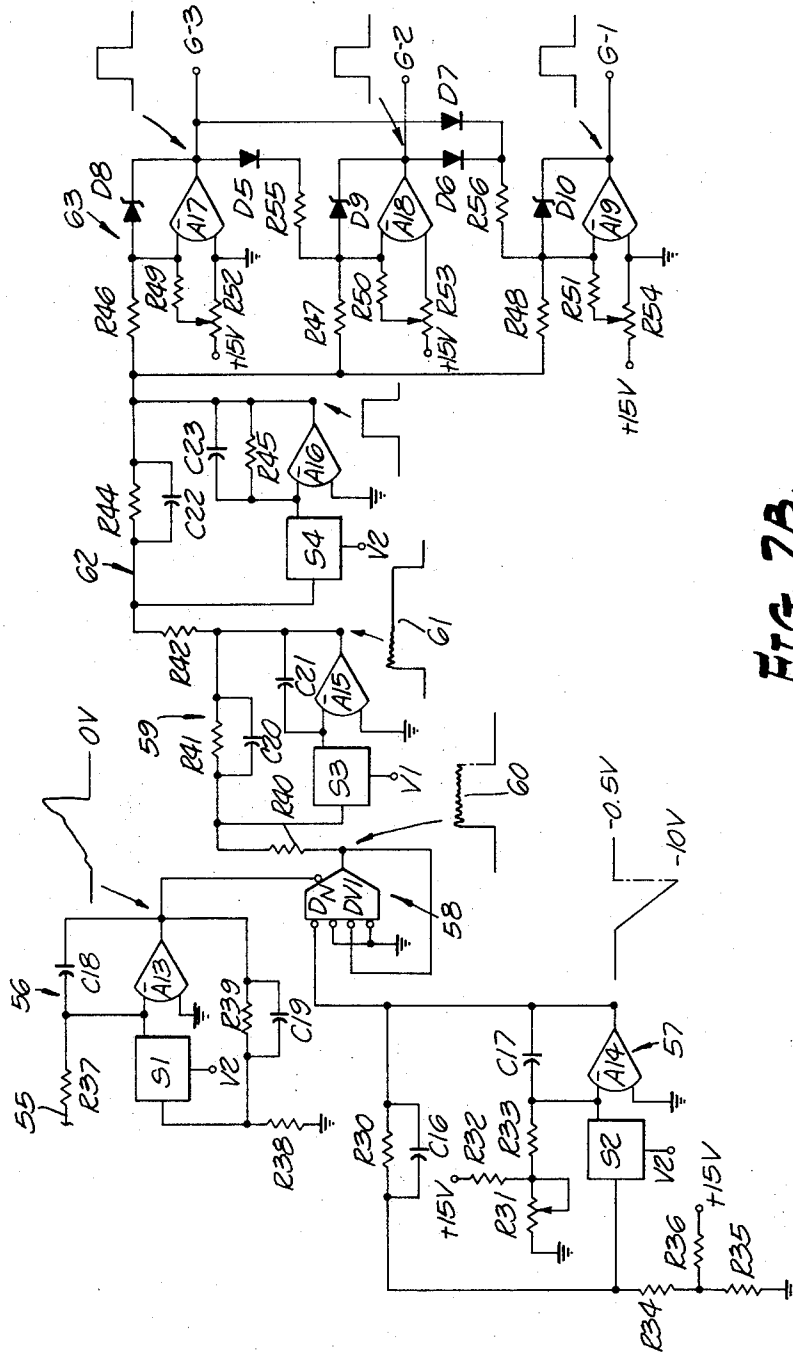 55
R37
56
C18
S1
A13
V2
R39
C19
R38
0V
DN
DV1
58
60
R40
59
R41
C20
C21
S3
A15
V1
61
R42
62
R44
C22
C23
R45
S4
A16
V2
63
R46
D8
R49
A17
R52
+15V
G-3
D5
R55
R47
D9
R50
A18
R53
+15V
G-2
D6
D7
R56
R48
D10
R51
A19
R54
+15V
G-1
R30
C16
+15V
R32
R31
R33
C17
A14
57
S2
V2
R34
R36
+15V
R35
-0.5V
-10V
FIG. 7B.